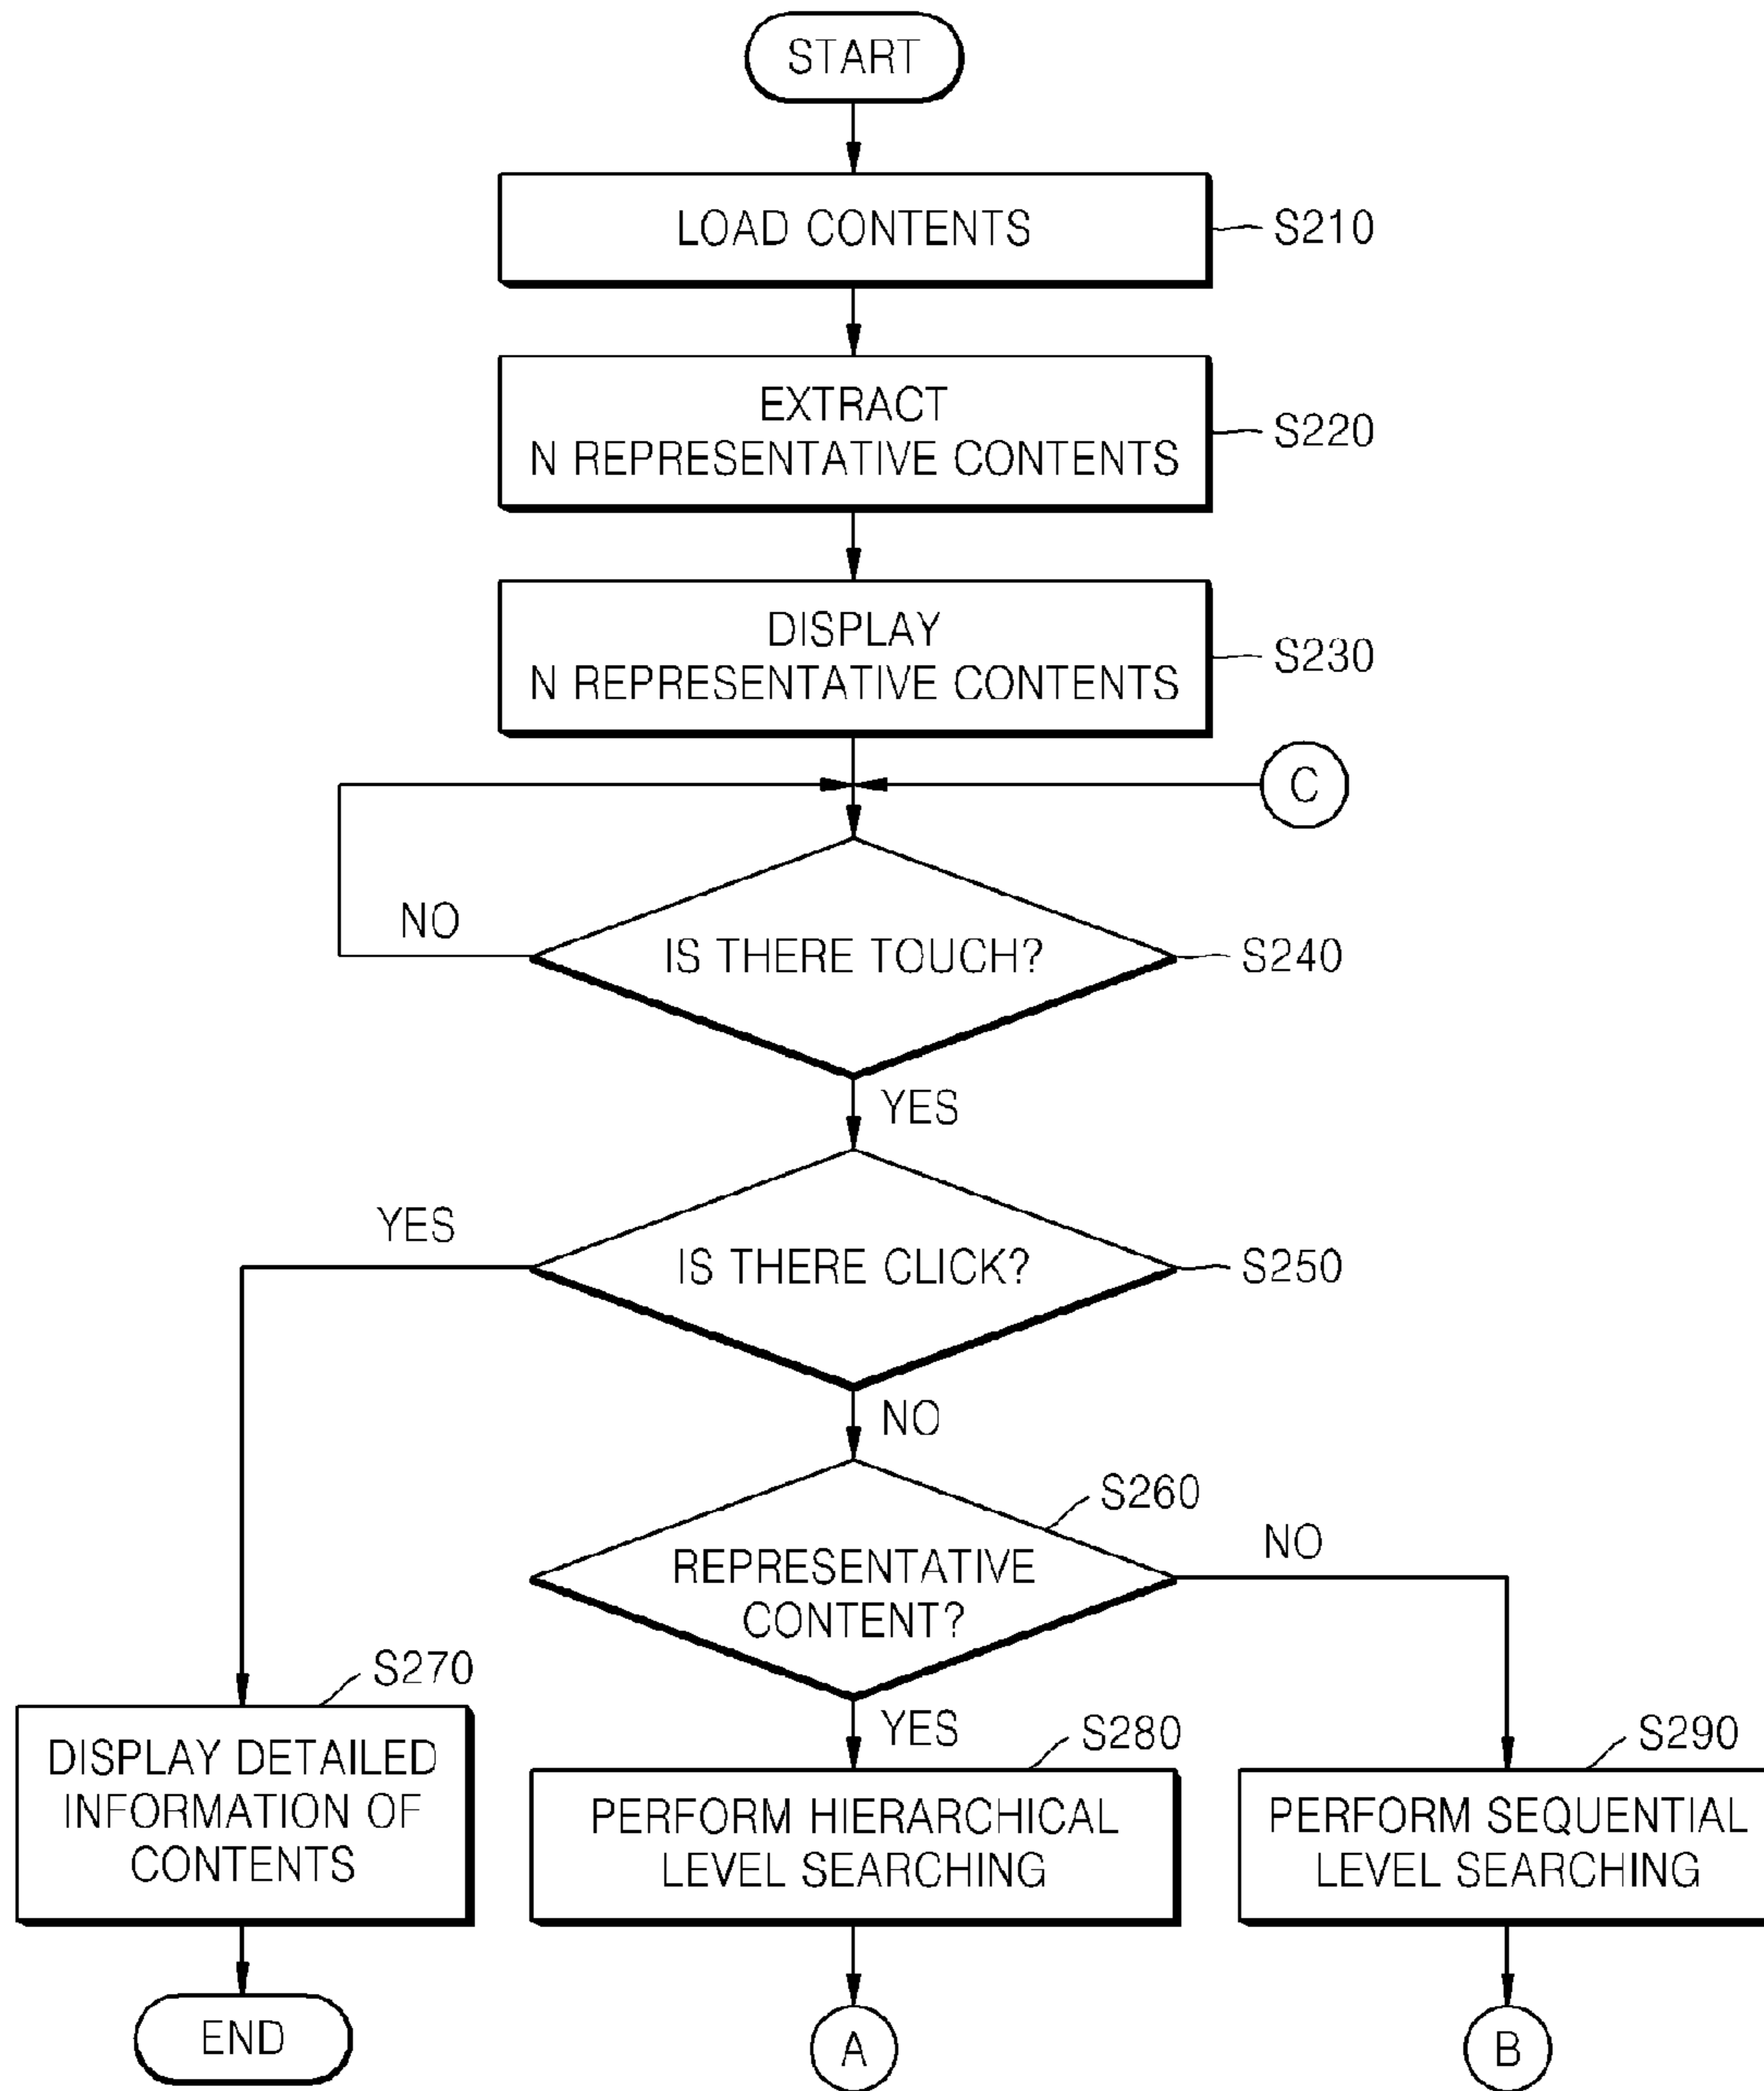 START
LOAD CONTENTS
S210
EXTRACT
N REPRESENTATIVE CONTENTS
S220
DISPLAY
N REPRESENTATIVE CONTENTS
S230
C
NO
IS THERE TOUCH?
S240
YES
YES
IS THERE CLICK?
S250
NO
S260
REPRESENTATIVE
CONTENT?
NO
S270
DISPLAY DETAILED
INFORMATION OF
CONTENTS
YES
S280
PERFORM HIERARCHICAL
LEVEL SEARCHING
S290
PERFORM SEQUENTIAL
LEVEL SEARCHING
END
A
B